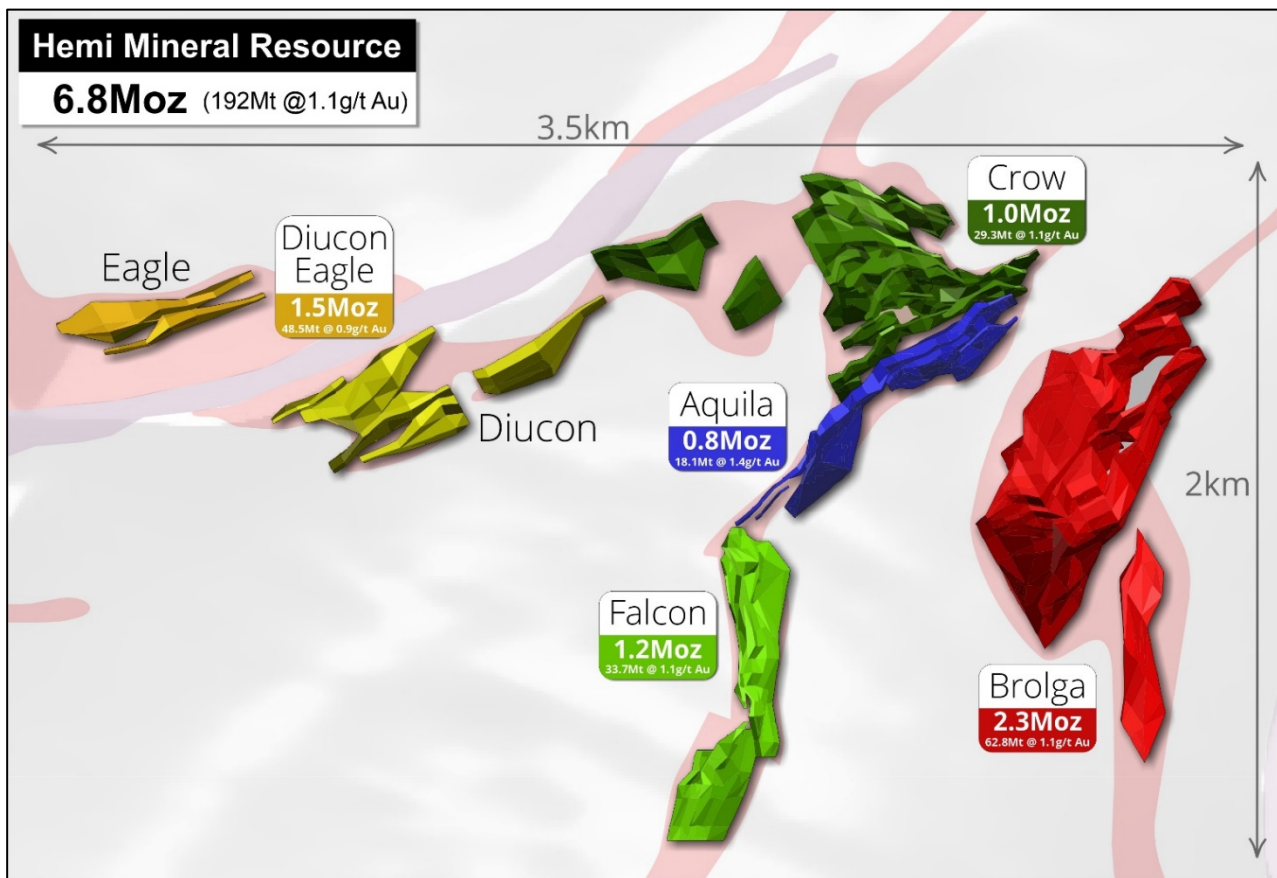 Hemi Mineral Resource
6.8Moz (192Mt @1.1g/t Au)
3.5km
Crow
1.0Moz
29.3Mt @ 1.1g/t Au
Eagle
Diucon
Eagle
1.5Moz
48.5Mt @ 0.9g/t Au
Diucon
Aquila
0.8Moz
18.1Mt @ 1.4g/t Au
2km
Falcon
1.2Moz
33.7Mt @ 1.1g/t Au
Brolga
2.3Moz
62.8Mt @ 1.1g/t Au